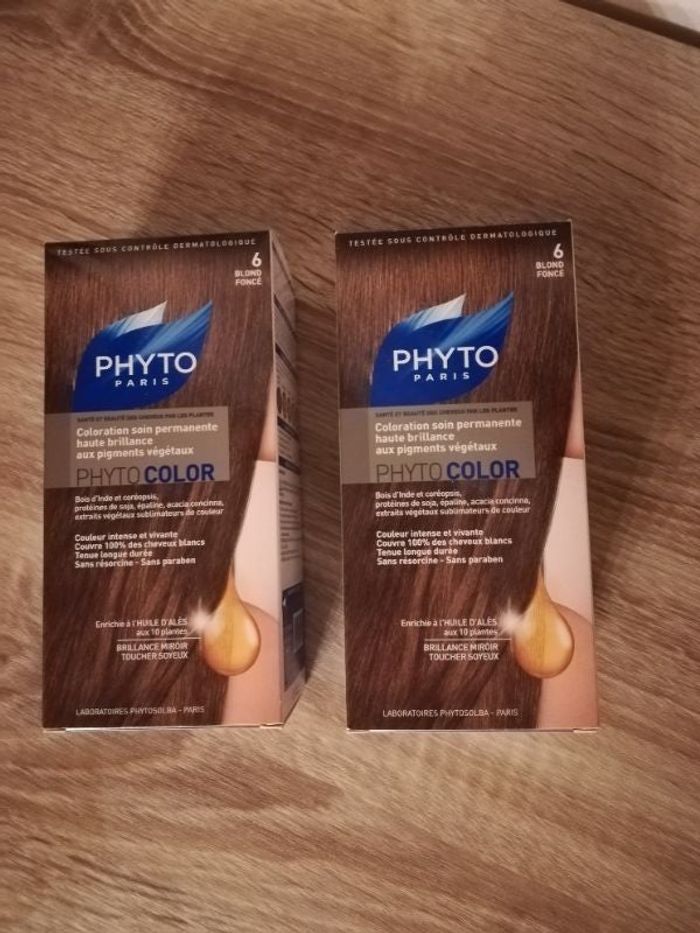 TESTÉE SOUS CONTRÔLE DERMATOLOGIQUE
6
BLOND
FONCÉ
PHYTO
PARIS
SANTÉ ET BEAUTÉ DES CHEVEUX PAR LES PLANTES
Coloration soin permanente
haute brillance
aux pigments végétaux
PHYTO COLOR
Bois d'Inde et coréopsis,
protéines de soja, épaline, acacia concinna,
extraits végétaux sublimateurs de couleur
Couleur intense et vivante
Couvre 100% des cheveux blancs
Tenue longue durée
Sans résorcine - Sans paraben
Enrichie à l'HUILE D'ALÈS
aux 10 plantes
BRILLANCE MIROIR
TOUCHER SOYEUX
LABORATOIRES PHYTOSOLBA - PARIS
TESTÉE SOUS CONTRÔLE DERMATOLOGIQUE
6
BLOND
FONCÉ
PHYTO
PARIS
SANTÉ ET BEAUTÉ DES CHEVEUX PAR LES PLANTES
Coloration soin permanente
haute brillance
aux pigments végétaux
PHYTO COLOR
Bois d'Inde et coréopsis,
protéines de soja, épaline, acacia concinna,
extraits végétaux sublimateurs de couleur
Couleur intense et vivante
Couvre 100% des cheveux blancs
Tenue longue durée
Sans résorcine - Sans paraben
Enrichie à l'HUILE D'ALÈS
aux 10 plantes
BRILLANCE MIROIR
TOUCHER SOYEUX
LABORATOIRES PHYTOSOLBA - PARIS